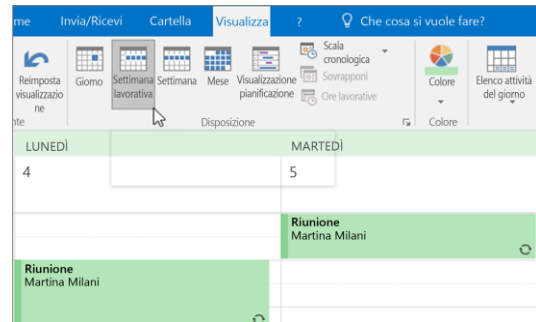 me Invia/Ricevi Cartella Visualizza ? Che cosa si vuole fare?
Reimposta visualizzazio ne
Giorno
Settimana lavorativa
Settimana
Mese
Visualizzazione pianificazione
Scala cronologica
Sovrapponi
Ore lavorative
Colore
Elenco attività del giorno
nte Disposizione Colore
LUNEDÌ MARTEDÌ
4 5
Riunione
Martina Milani
Riunione
Martina Milani